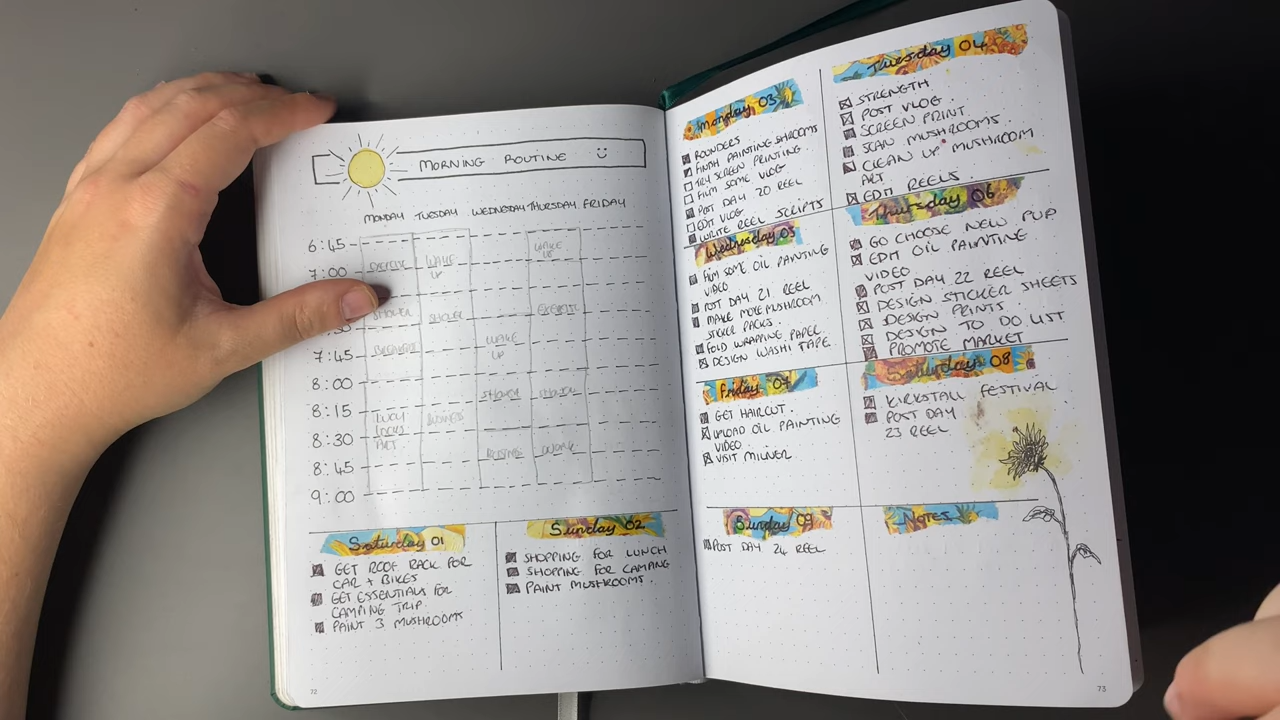 MORNING ROUTINE
MONDAY TUESDAY WEDNESDAY THURSDAY FRIDAY
6:45
7:00
7:45
8:00
8:15
8:30
8:45
9:00
EXERCISE
SHOWER
BREAKFAST
WAKE
UP
SHOWER
WAKE
UP
SHOWER
WAKE
UP
EXERCISE
SHOWER
Saturday 01
GET ROOF RACK FOR
CAR + BIKES
GET ESSENTIALS FOR
CAMPING TRIP
PAINT 3 MUSHROOMS
Sunday 02
SHOPPING FOR LUNCH
SHOPPING FOR CAMPING
PAINT MUSHROOMS.
72
Monday 03
ROUNDERS
FINISH PAINTING SHROOMS
TRY SCREEN PRINTING
FILM SOME VLOG
POST DAY 20 REEL
EDIT VLOG
WRITE REEL SCRIPTS
Tuesday 04
STRENGTH
POST VLOG
SCREEN PRINT.
SCAN MUSHROOMS.
CLEAN UP MUSHROOM
ART
EDIT REELS
Wednesday 05
FILM SOME OIL PAINTING
VIDEO
POST DAY 21 REEL
MAKE MORE MUSHROOM
STICKER PACKS
FOLD WRAPPING PAPER
DESIGN WASHI TAPE
Thursday 06
GO CHOOSE NEW PUP
EDIT OIL PAINTING
VIDEO
POST DAY 22 REEL
DESIGN STICKER SHEETS
DESIGN PRINTS
DESIGN TO DO LIST
PROMOTE MARKET
Friday 07
GET HAIRCUT.
UPLOAD OIL PAINTING
VIDEO
VISIT MILNER
Saturday 08
KIRKSTALL FESTIVAL
POST DAY
23 REEL
Sunday 09
POST DAY 24 REEL
NOTES
73